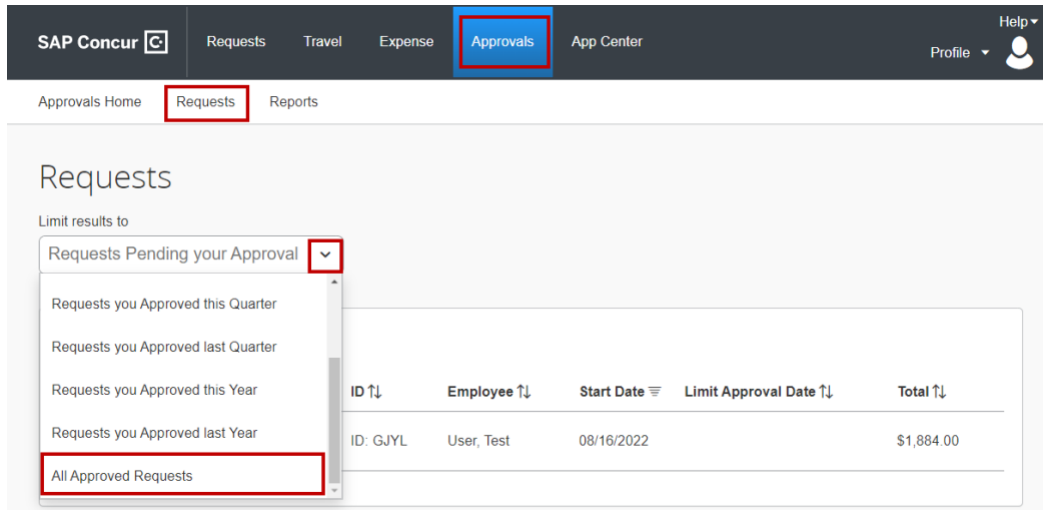 Help
SAP Concur C Requests Travel Expense Approvals App Center
Profile
Approvals Home Requests Reports
Requests
Limit results to
Requests Pending your Approval
Requests you Approved this Quarter
Requests you Approved last Quarter
Requests you Approved this Year
ID Employee Start Date Limit Approval Date Total
Requests you Approved last Year
ID: GJYL User, Test 08/16/2022 $1,884.00
All Approved Requests